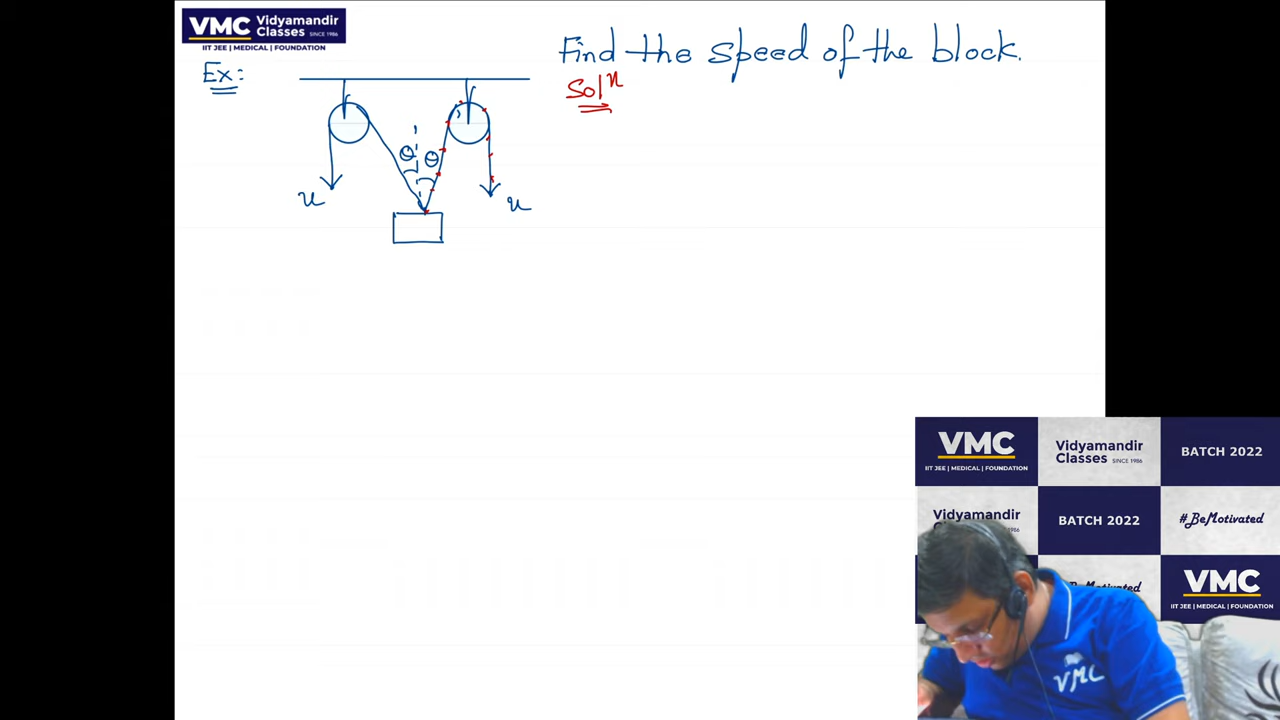 VMC Vidyamandir Classes SINCE 1986
IIT JEE | MEDICAL | FOUNDATION
Find the speed of the block.
Ex:
Solⁿ
θ θ
u u
VMC Vidyamandir Classes SINCE 1986 BATCH 2022
IIT JEE | MEDICAL | FOUNDATION
Vidyamandir BATCH 2022 #BeMotivated
VMC
IIT JEE | MEDICAL | FOUNDATION
VMC